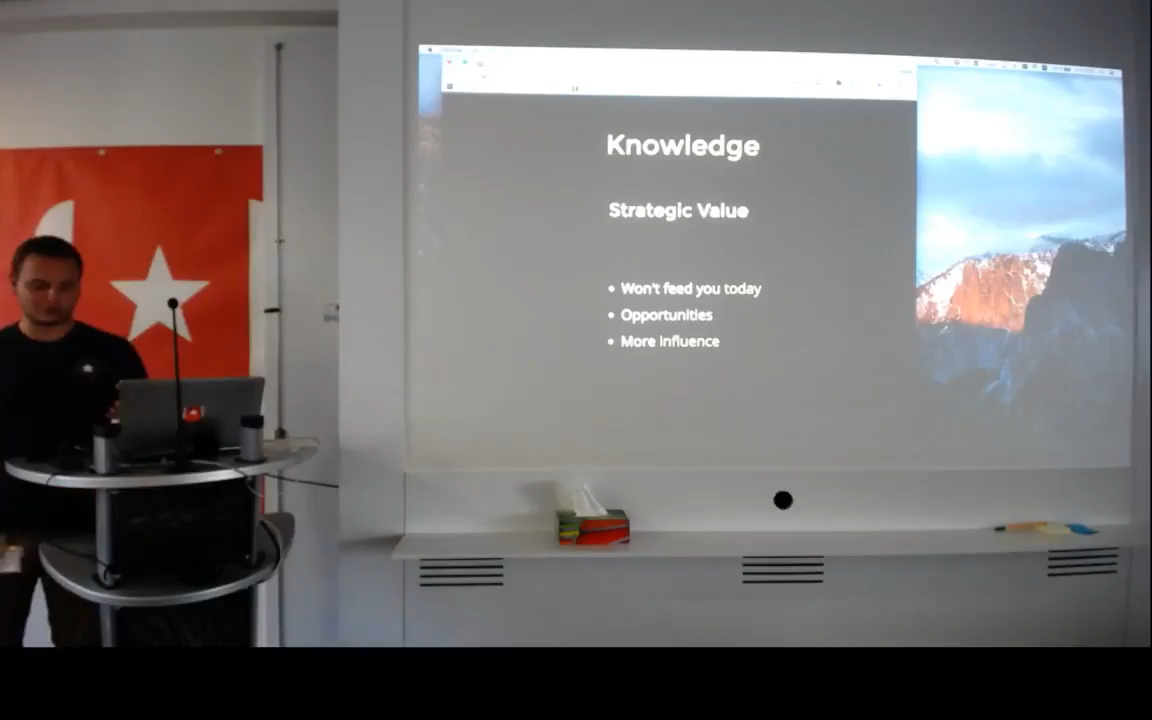 Knowledge
Strategic Value
• Won't feed you today
• Opportunities
• More influence